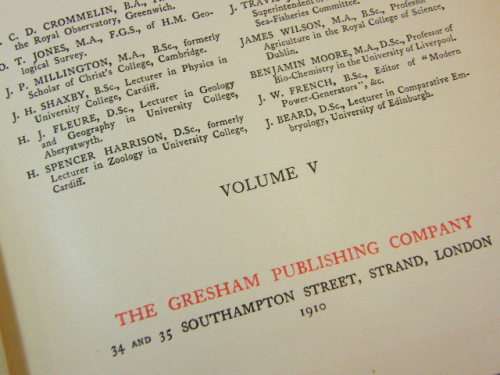 C. D. CROMMELIN, B.A.,
the Royal Observatory, Greenwich.
O. T. JONES, M.A., F.G.S., of H.M. Geo-
logical Survey.
J. P. MILLINGTON, M.A., B.Sc., formerly
Scholar of Christ's College, Cambridge.
J. H. SHAXBY, B.Sc., Lecturer in Physics in
University College, Cardiff.
H. J. FLEURE, D.Sc., Lecturer in Geology
and Geography in University College,
Aberystwyth.
H. SPENCER HARRISON, D.Sc., formerly
Lecturer in Zoology in University College,
Cardiff.
J. TRAVIS
Superintendent of
Sea-Fisheries Committee.
JAMES WILSON, M.A., B.Sc., Professor
Agriculture in the Royal College of Science,
Dublin.
BENJAMIN MOORE, M.A., D.Sc., Professor of
Bio-Chemistry in the University of Liverpool.
J. W. FRENCH, B.Sc., Editor of "Modern
Power-Generators", &c.
J. BEARD, D.Sc., Lecturer in Comparative Em-
bryology, University of Edinburgh.
VOLUME V
THE GRESHAM PUBLISHING COMPANY
34 AND 35 SOUTHAMPTON STREET, STRAND, LONDON
1910